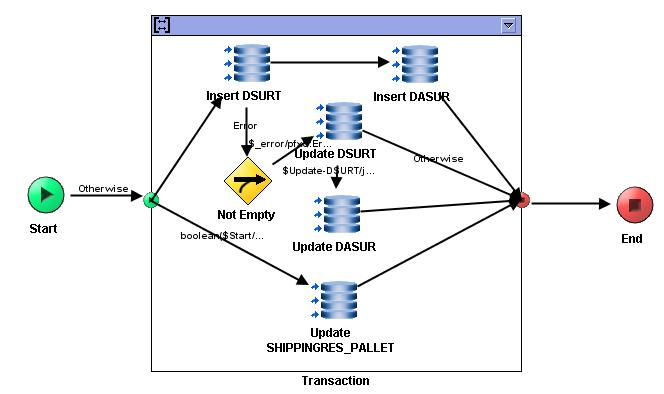 Insert DSURT
Insert DASUR
Error
$_error/pfx3:Er...
Update DSURT
Otherwise
$Update-DSURT/j...
Otherwise
Start
Not Empty
Update DASUR
boolean($Start/...
End
Update
SHIPPINGRES_PALLET
Transaction